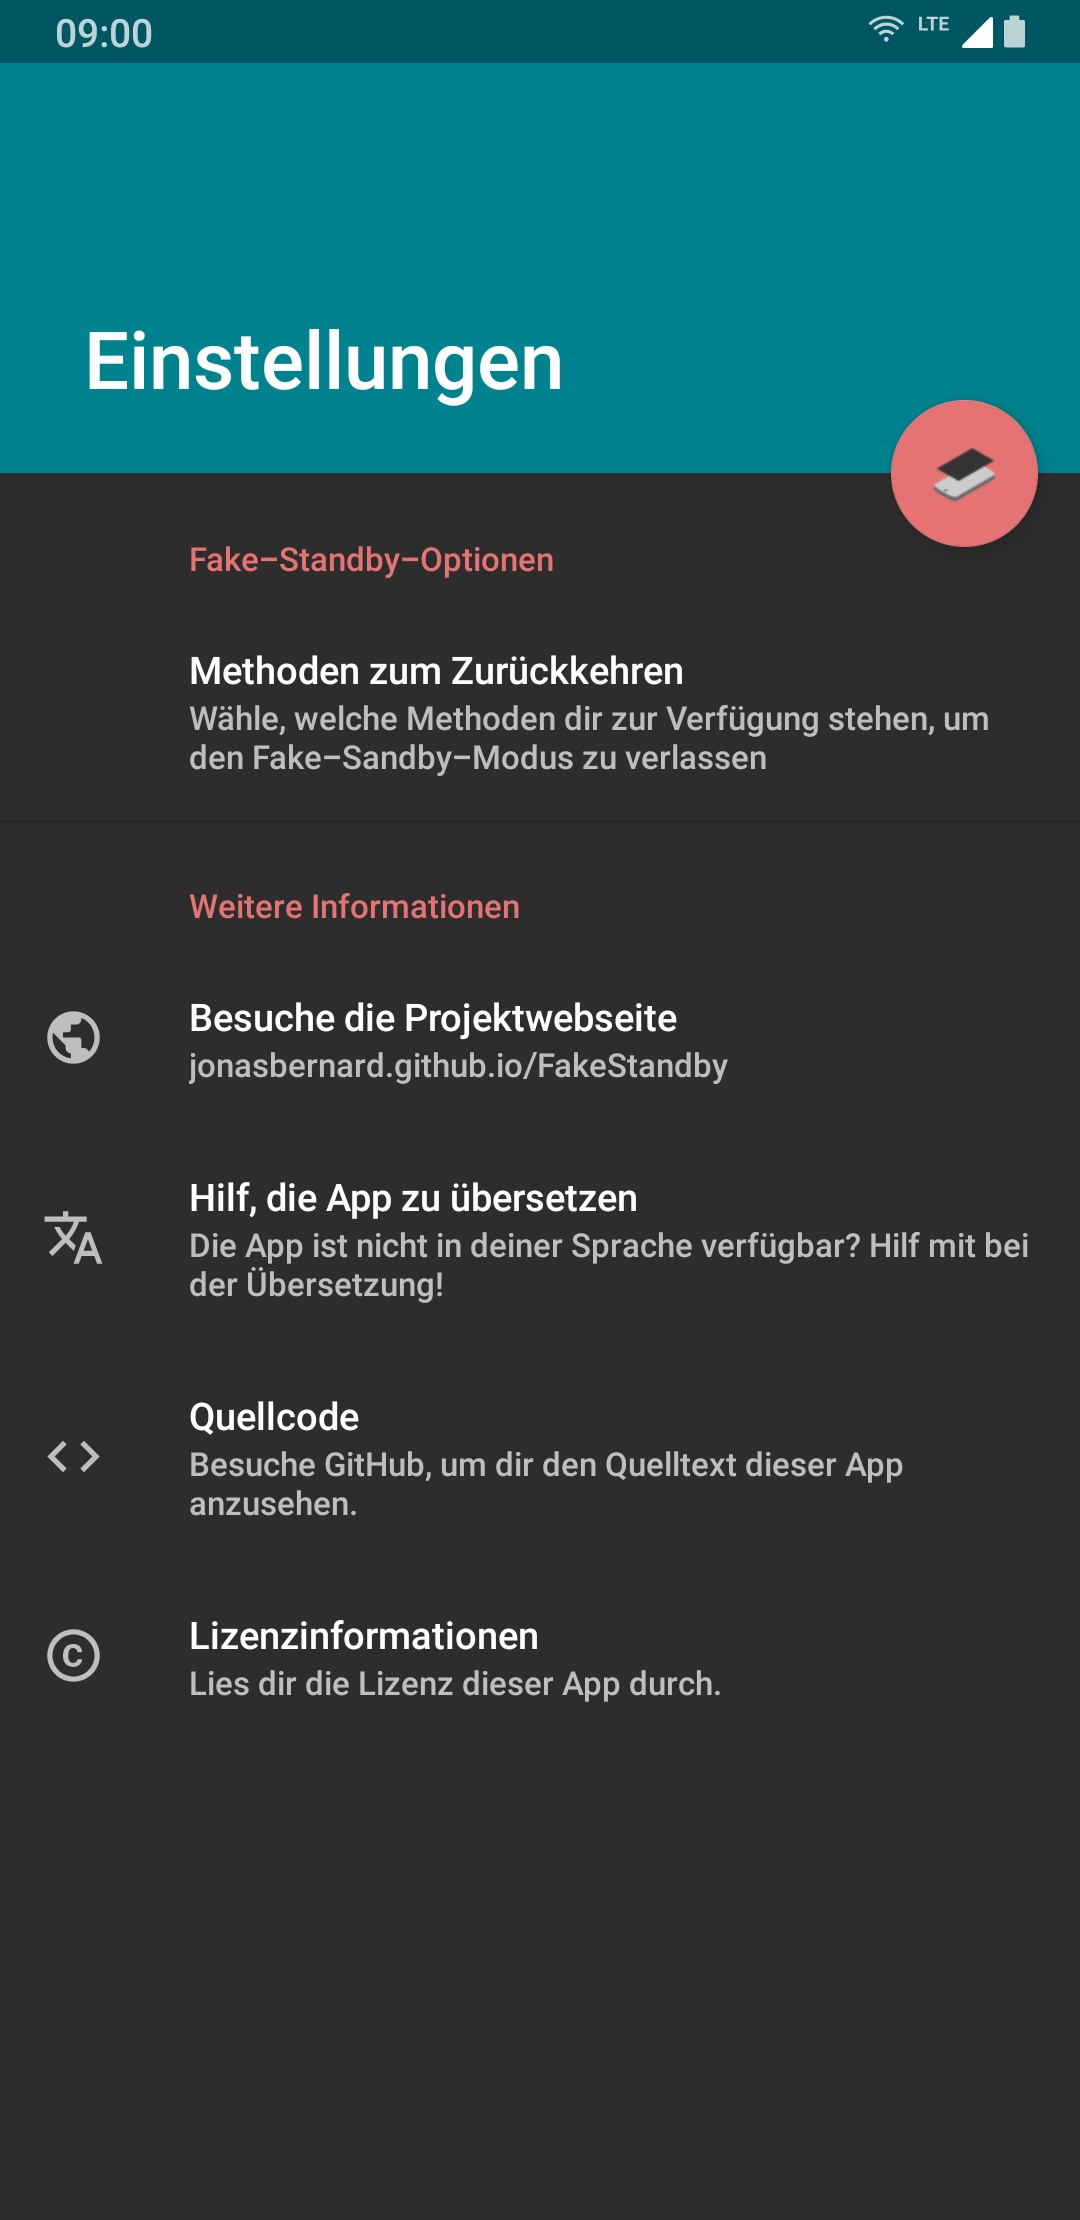 09:00
LTE
Einstellungen
Fake–Standby–Optionen
Methoden zum Zurückkehren
Wähle, welche Methoden dir zur Verfügung stehen, um
den Fake–Sandby–Modus zu verlassen
Weitere Informationen
Besuche die Projektwebseite
jonasbernard.github.io/FakeStandby
Hilf, die App zu übersetzen
Die App ist nicht in deiner Sprache verfügbar? Hilf mit bei
der Übersetzung!
Quellcode
Besuche GitHub, um dir den Quelltext dieser App
anzusehen.
Lizenzinformationen
Lies dir die Lizenz dieser App durch.